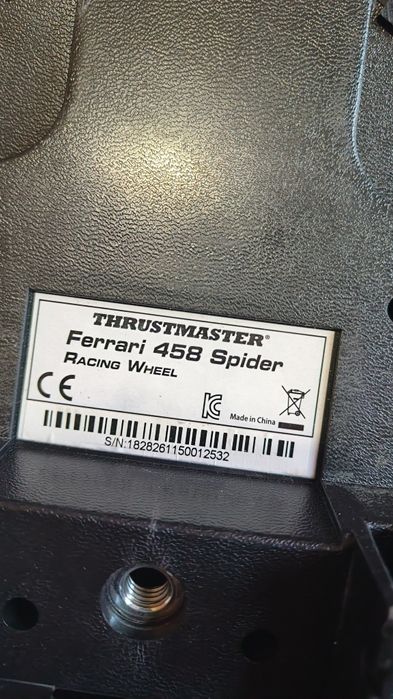 THRUSTMASTER®
Ferrari 458 Spider
RACING WHEEL
CE
Made in China
S/N:1828261150012532